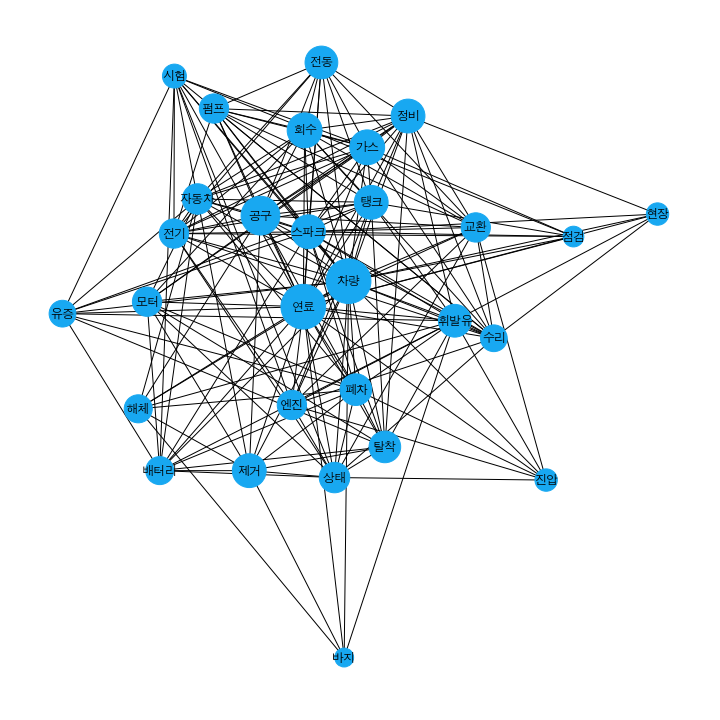 전동
시험
펌프
정비
회수
가스
자동차
탱크
공구
현장
교환
스파크
전기
점검
차량
모터
연료
유증
휘발유
수리
폐차
엔진
해체
탈착
배터리
제거
상태
진압
바지